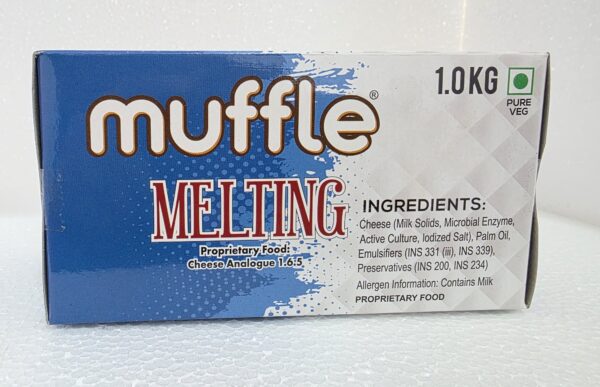 muffle®
MELTING
Proprietary Food:
Cheese Analogue 1.6.5
1.0KG
PURE
VEG
INGREDIENTS:
Cheese (Milk Solids, Microbial Enzyme,
Active Culture, Iodized Salt), Palm Oil,
Emulsifiers (INS 331 (iii), INS 339),
Preservatives (INS 200, INS 234)
Allergen Information: Contains Milk
PROPRIETARY FOOD